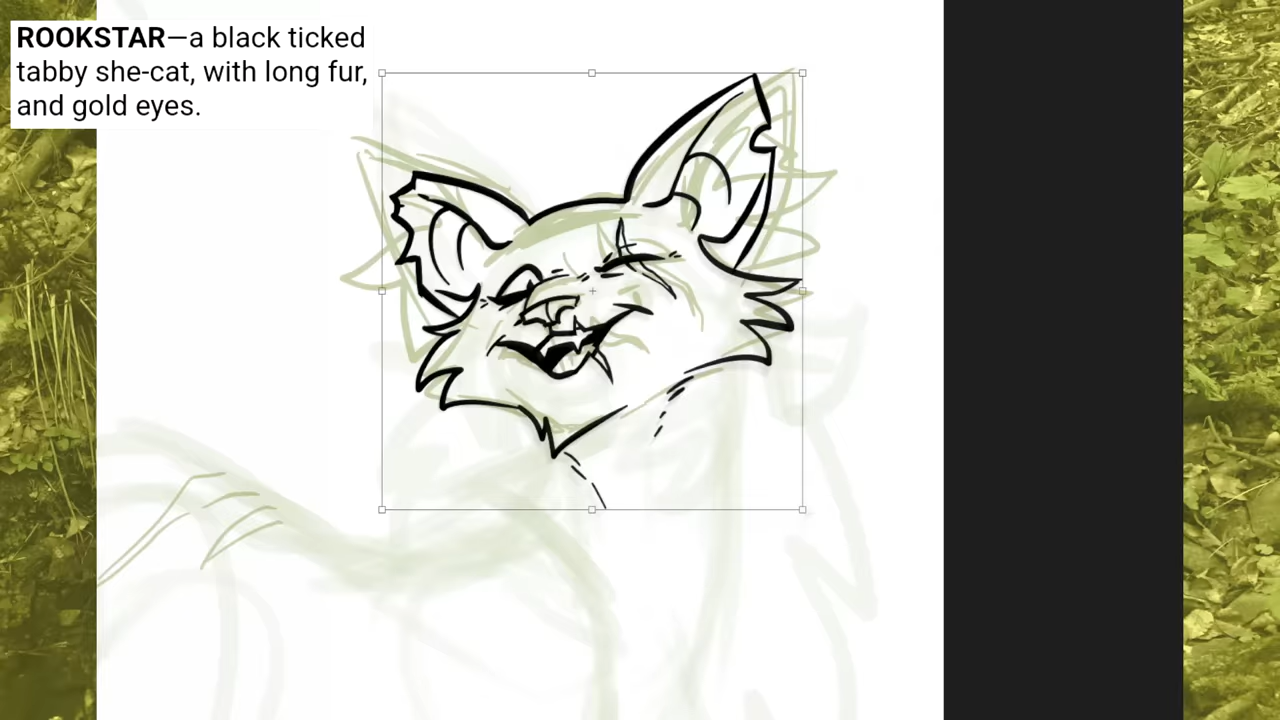 ROOKSTAR—a black ticked
tabby she-cat, with long fur,
and gold eyes.